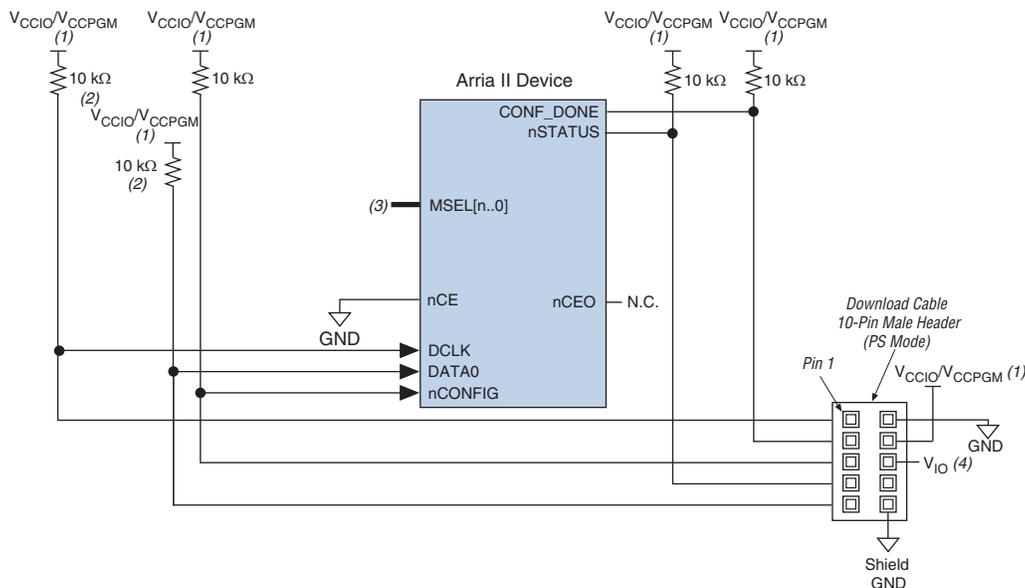 VCCIO/VCCPGM
(1)
10 kΩ
(2)
VCCIO/VCCPGM
(1)
10 kΩ
VCCIO/VCCPGM
(1)
10 kΩ
(2)
VCCIO/VCCPGM
(1)
10 kΩ
VCCIO/VCCPGM
(1)
10 kΩ
Arria II Device
CONF_DONE
nSTATUS
(3)
MSEL[n..0]
nCE
GND
nCEO
N.C.
DCLK
DATA0
nCONFIG
Download Cable
10-Pin Male Header
(PS Mode)
Pin 1
VCCIO/VCCPGM (1)
GND
VIO (4)
Shield
GND